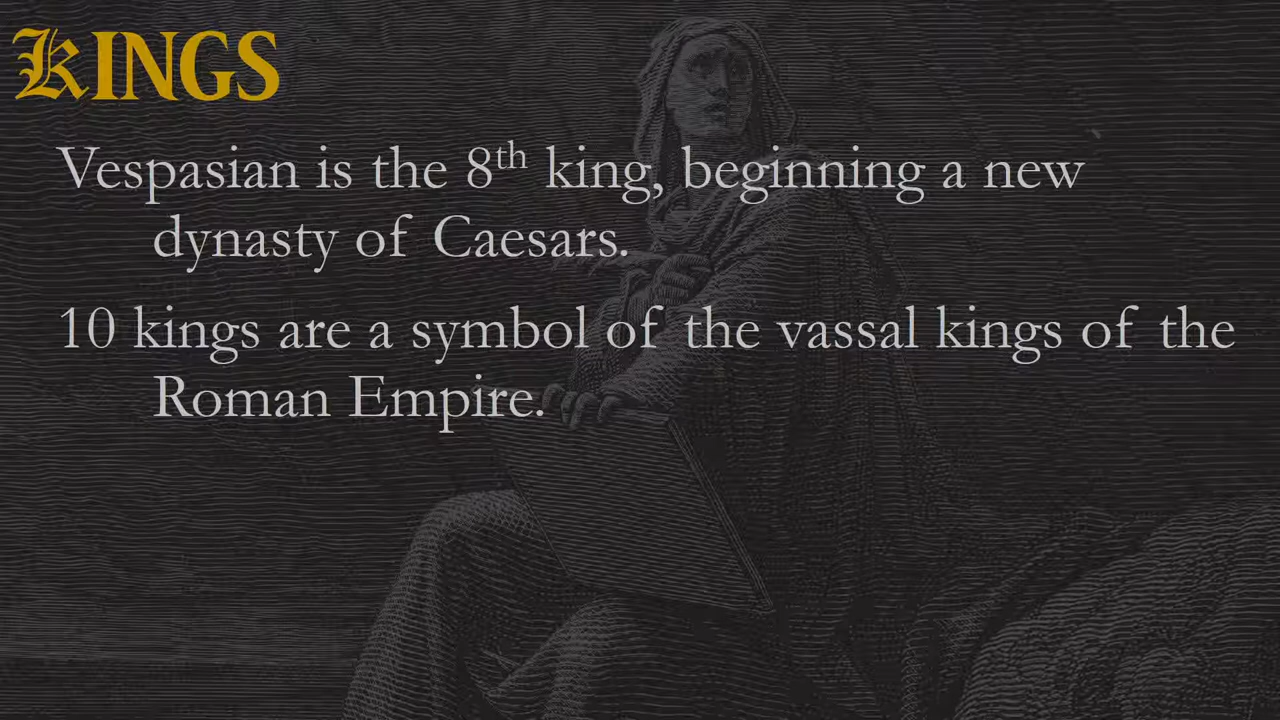 KINGS
Vespasian is the 8th king, beginning a new
dynasty of Caesars.
10 kings are a symbol of the vassal kings of the
Roman Empire.